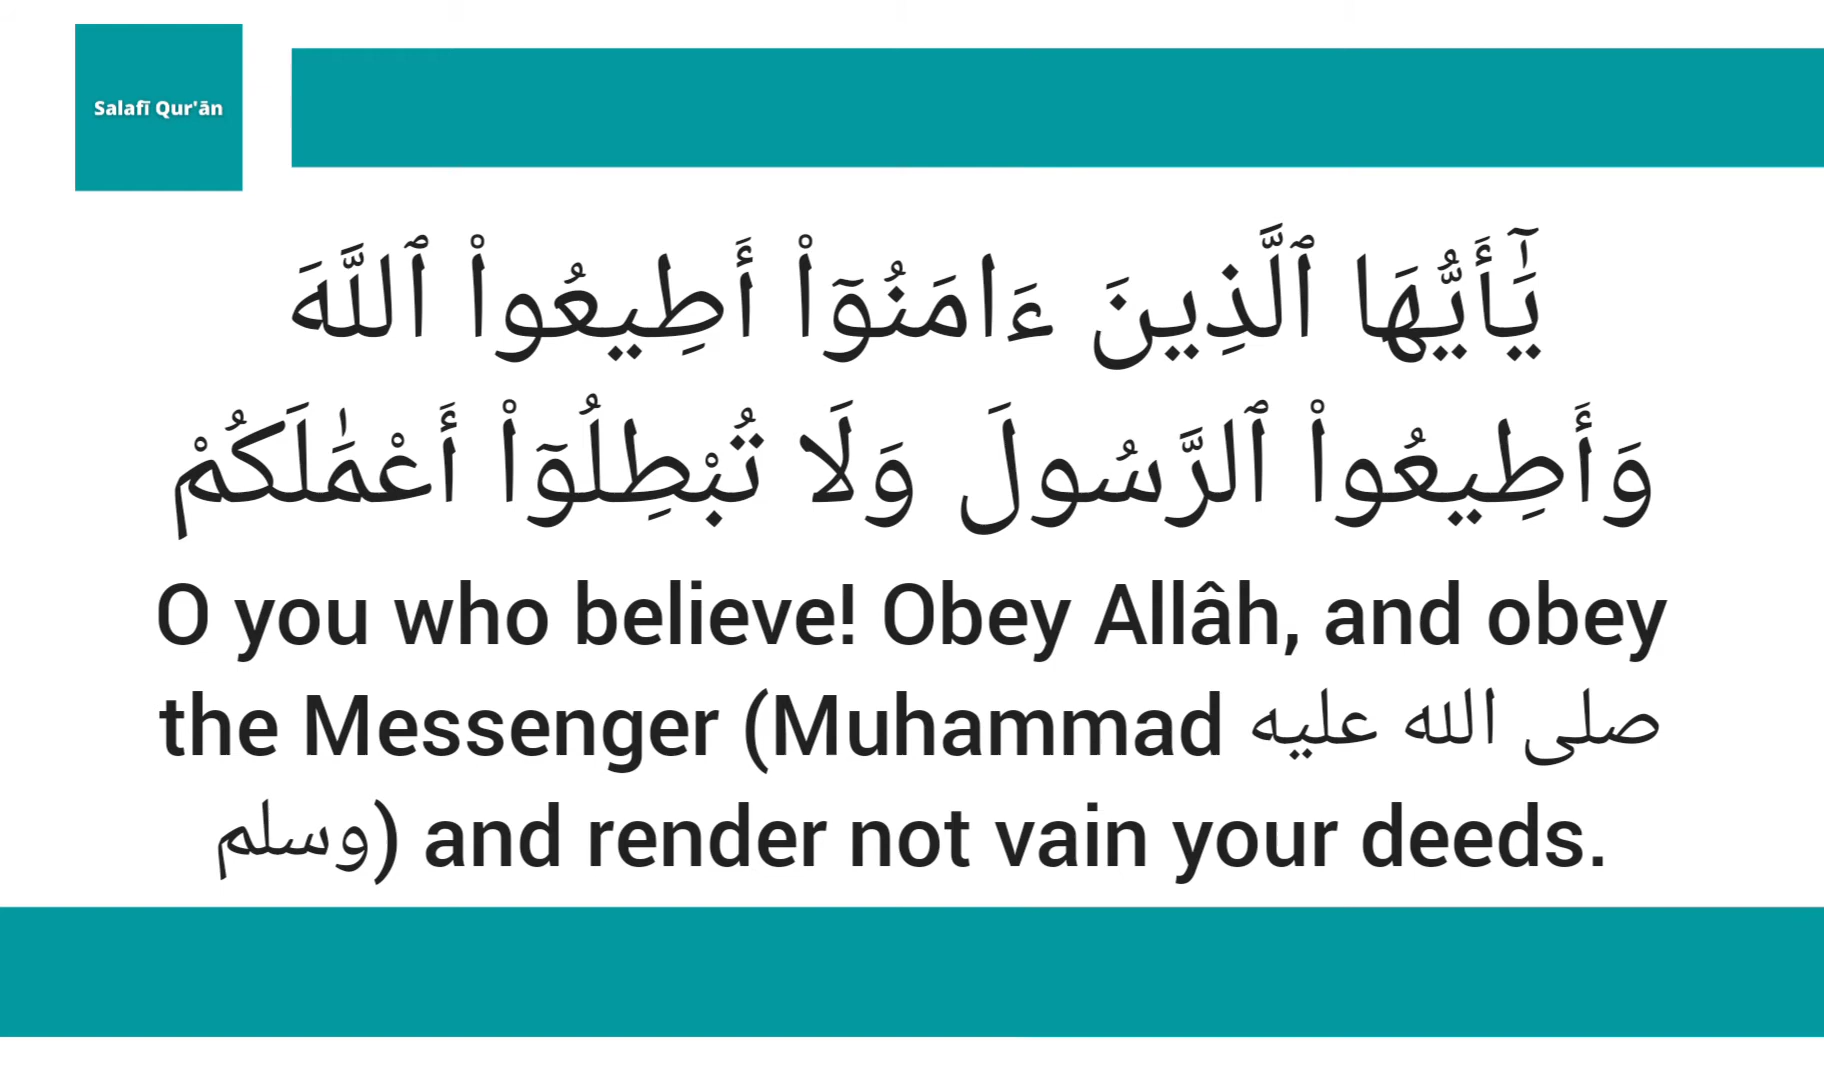 Salafī Qur'ān
يَٰٓأَيُّهَا ٱلَّذِينَ ءَامَنُوٓا۟ أَطِيعُوا۟ ٱللَّهَ
وَأَطِيعُوا۟ ٱلرَّسُولَ وَلَا تُبْطِلُوٓا۟ أَعْمَٰلَكُمْ
O you who believe! Obey Allâh, and obey
the Messenger (Muhammad صلى الله عليه
وسلم) and render not vain your deeds.